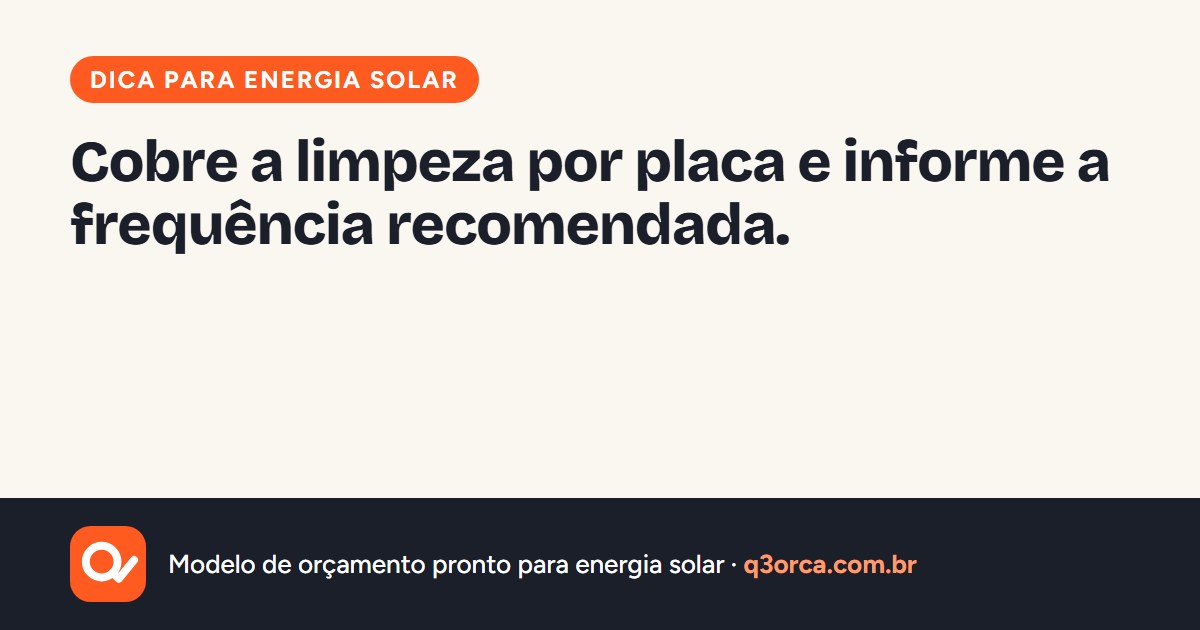 DICA PARA ENERGIA SOLAR
Cobre a limpeza por placa e informe a
frequência recomendada.
Modelo de orçamento pronto para energia solar · q3orca.com.br